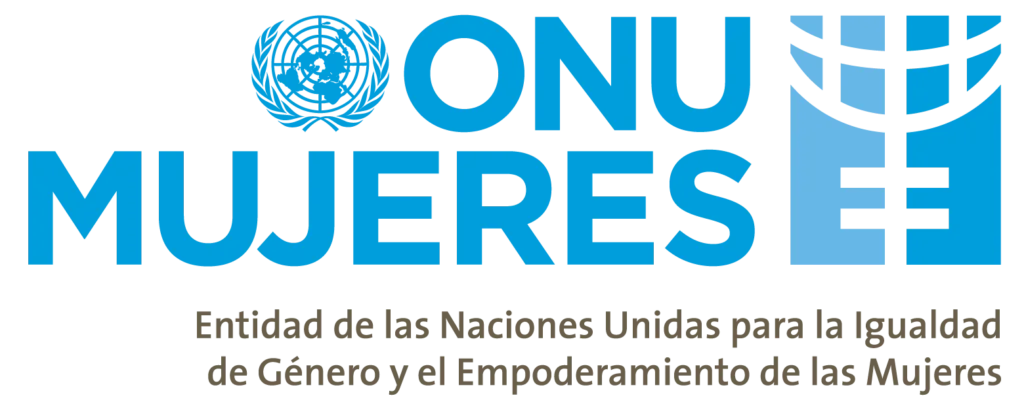 ONU
MUJERES
Entidad de las Naciones Unidas para la Igualdad
de Género y el Empoderamiento de las Mujeres